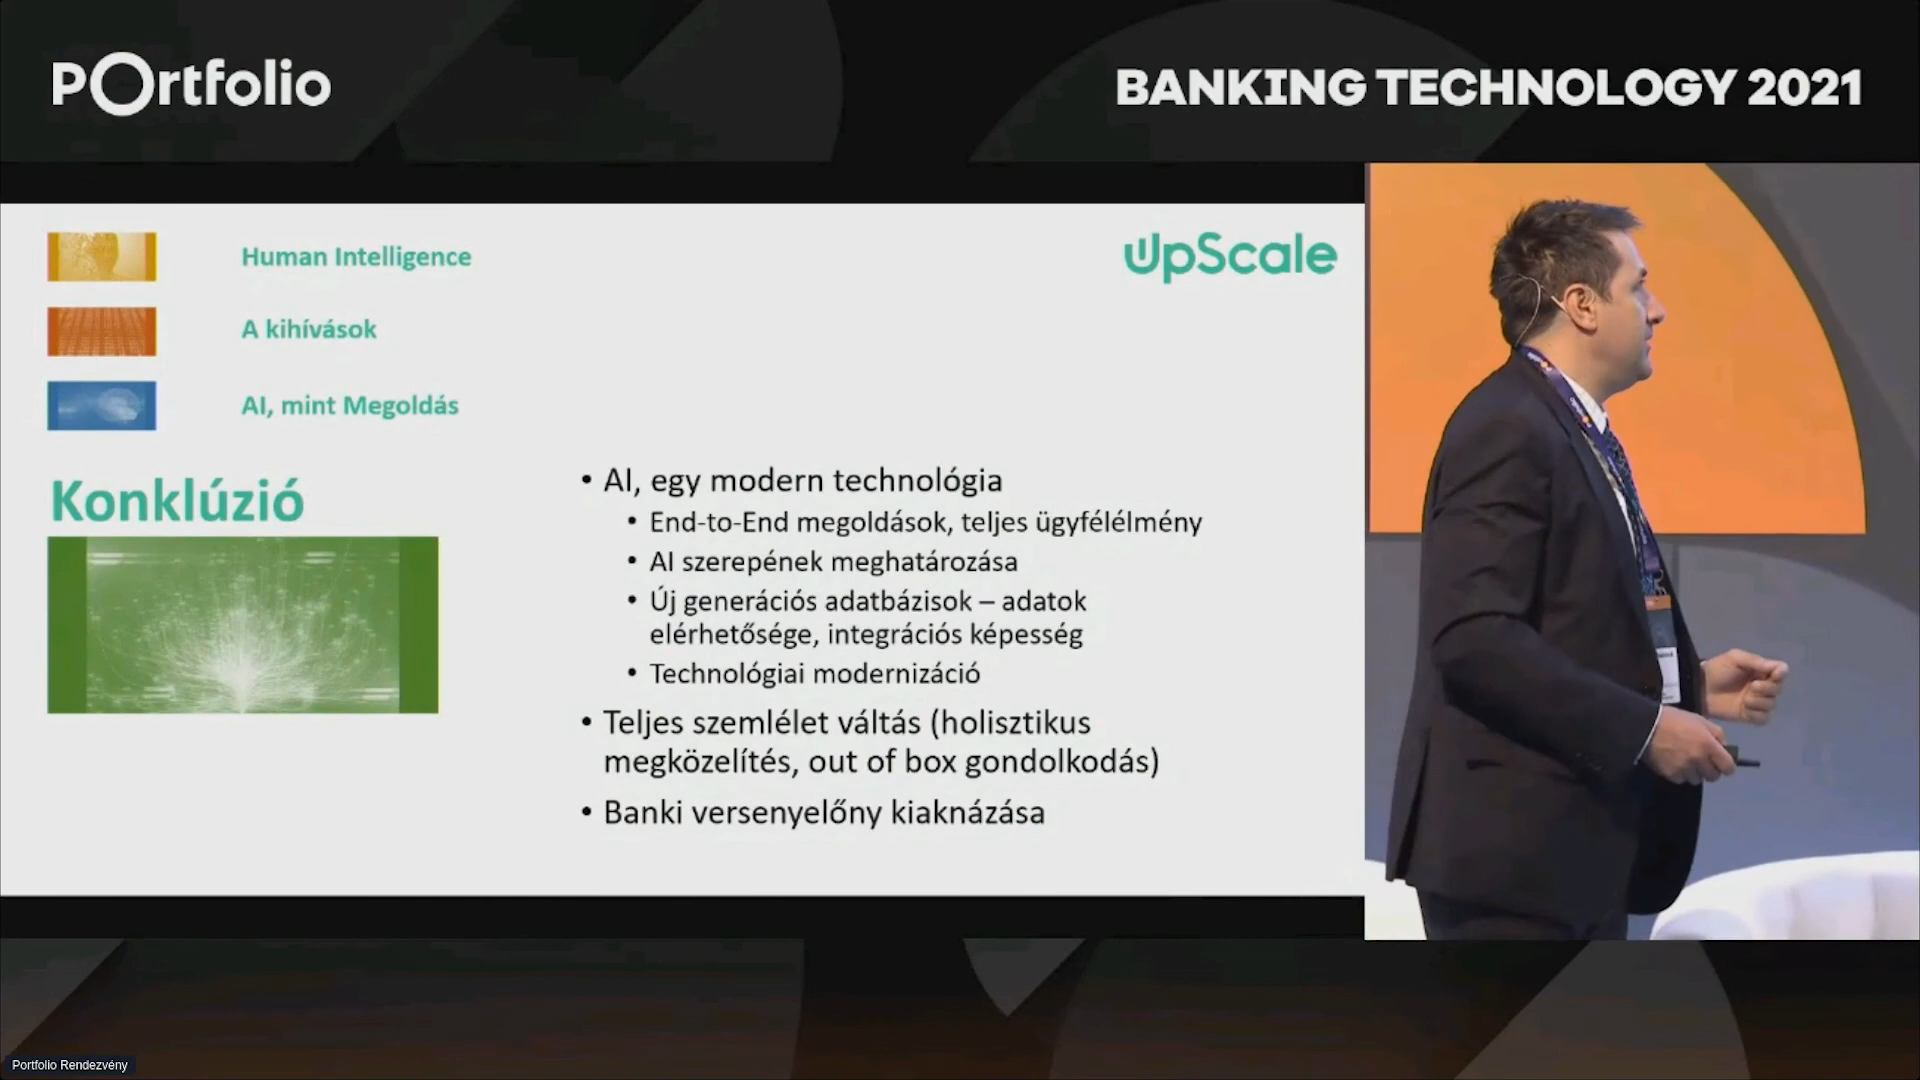 Portfolio
BANKING TECHNOLOGY 2021
UpScale
Human Intelligence
A kihívások
AI, mint Megoldás
Konklúzió
• AI, egy modern technológia
• End-to-End megoldások, teljes ügyfélélmény
• AI szerepének meghatározása
• Új generációs adatbázisok – adatok
elérhetősége, integrációs képesség
• Technológiai modernizáció
• Teljes szemlélet váltás (holisztikus
megközelítés, out of box gondolkodás)
• Banki versenyelőny kiaknázása
Portfolio Rendezvény